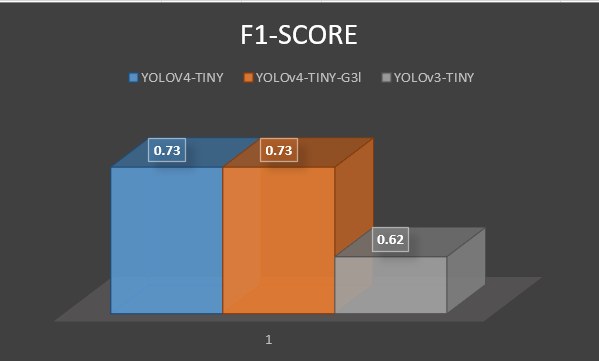 F1-SCORE
YOLOV4-TINY YOLOv4-TINY-G3l YOLOv3-TINY
0.73 0.73
0.62
1